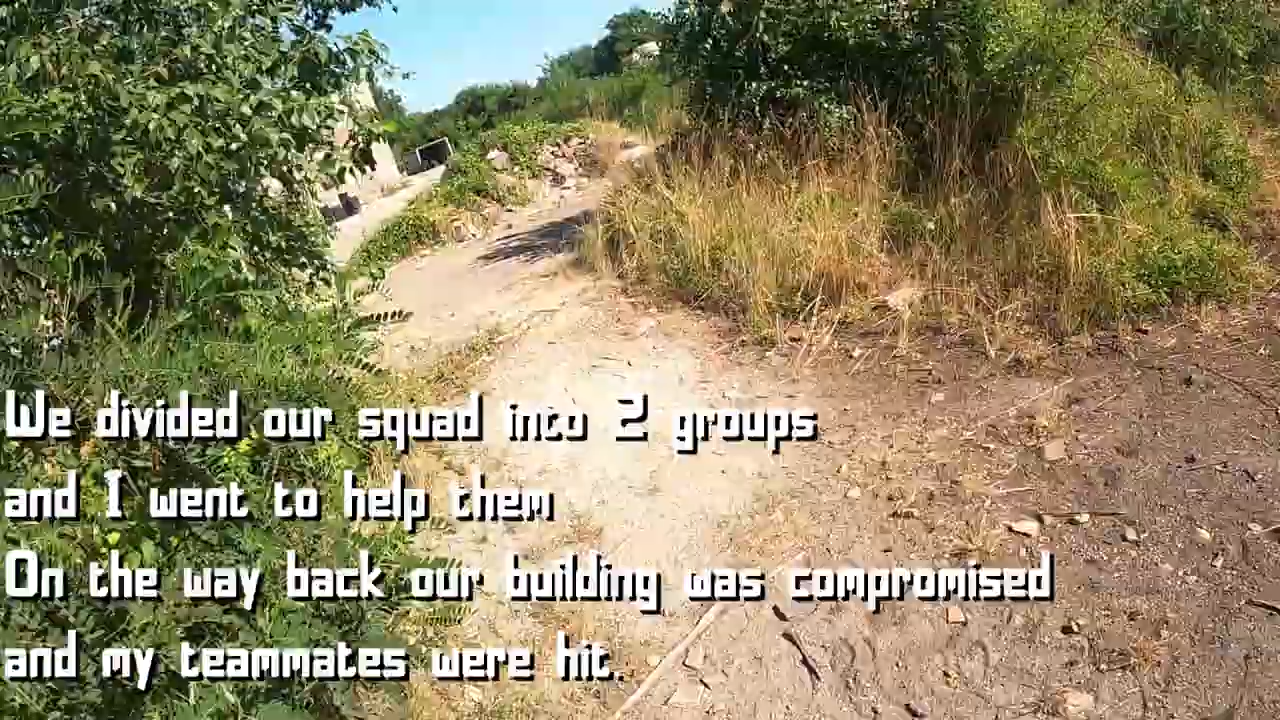 We divided our squad into 2 groups
and I went to help them
On the way back our building was compromised
and my teammates were hit.